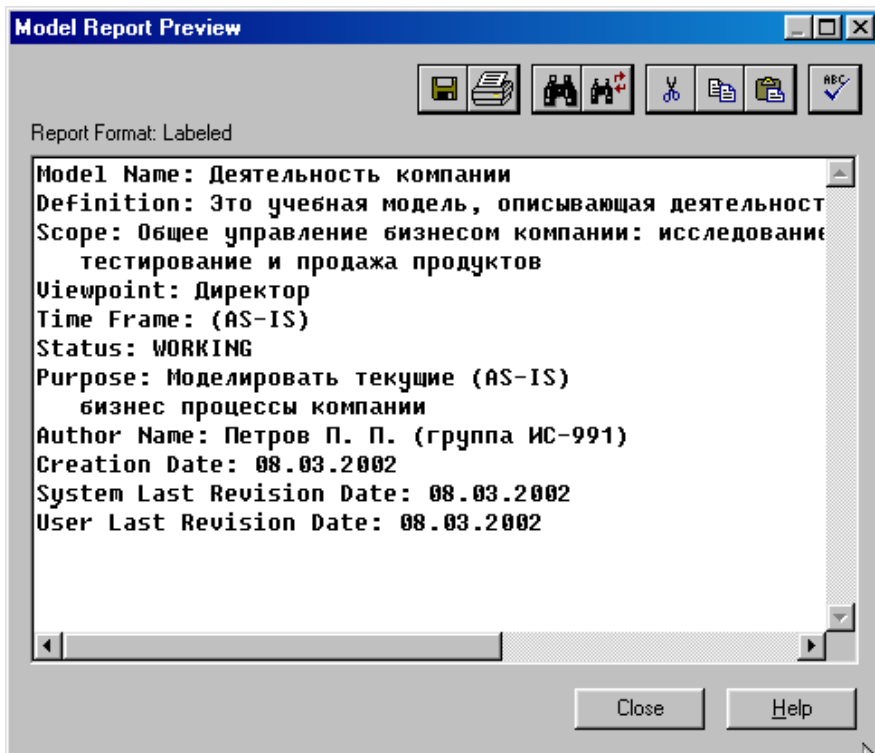 Model Report Preview
ABC
Report Format: Labeled
Model Name: Деятельность компании
Definition: Это учебная модель, описывающая деятельност
Scope: Общее управление бизнесом компании: исследование
тестирование и продажа продуктов
Viewpoint: Директор
Time Frame: (AS-IS)
Status: WORKING
Purpose: Моделировать текущие (AS-IS)
бизнес процессы компании
Author Name: Петров П. П. (группа ИС-991)
Creation Date: 08.03.2002
System Last Revision Date: 08.03.2002
User Last Revision Date: 08.03.2002
Close Help